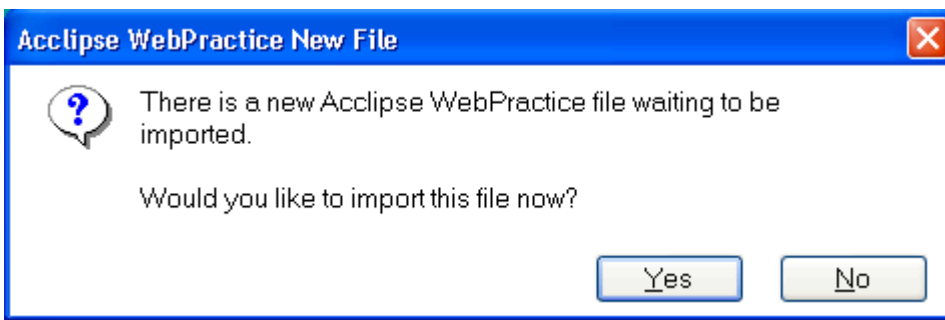 Acclipse WebPractice New File
There is a new Acclipse WebPractice file waiting to be
imported.
Would you like to import this file now?
Yes
No